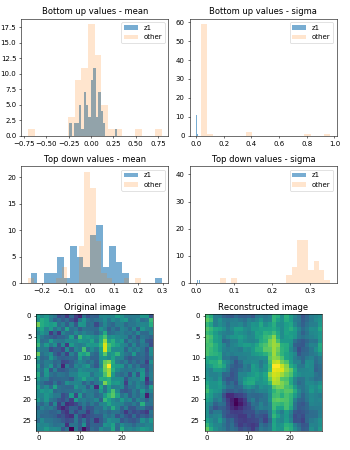 Bottom up values - mean
Bottom up values - sigma
17.5
15.0
12.5
10.0
7.5
5.0
2.5
0.0
z1
other
-0.75 -0.50 -0.25 0.00 0.25 0.50 0.75
60
50
40
30
20
10
0
z1
other
0.0 0.2 0.4 0.6 0.8 1.0
Top down values - mean
Top down values - sigma
20
15
10
5
0
z1
other
-0.2 -0.1 0.0 0.1 0.2 0.3
40
30
20
10
0
z1
other
0.0 0.1 0.2 0.3
Original image
Reconstructed image
0
5
10
15
20
25
0 20
0
5
10
15
20
25
0 20